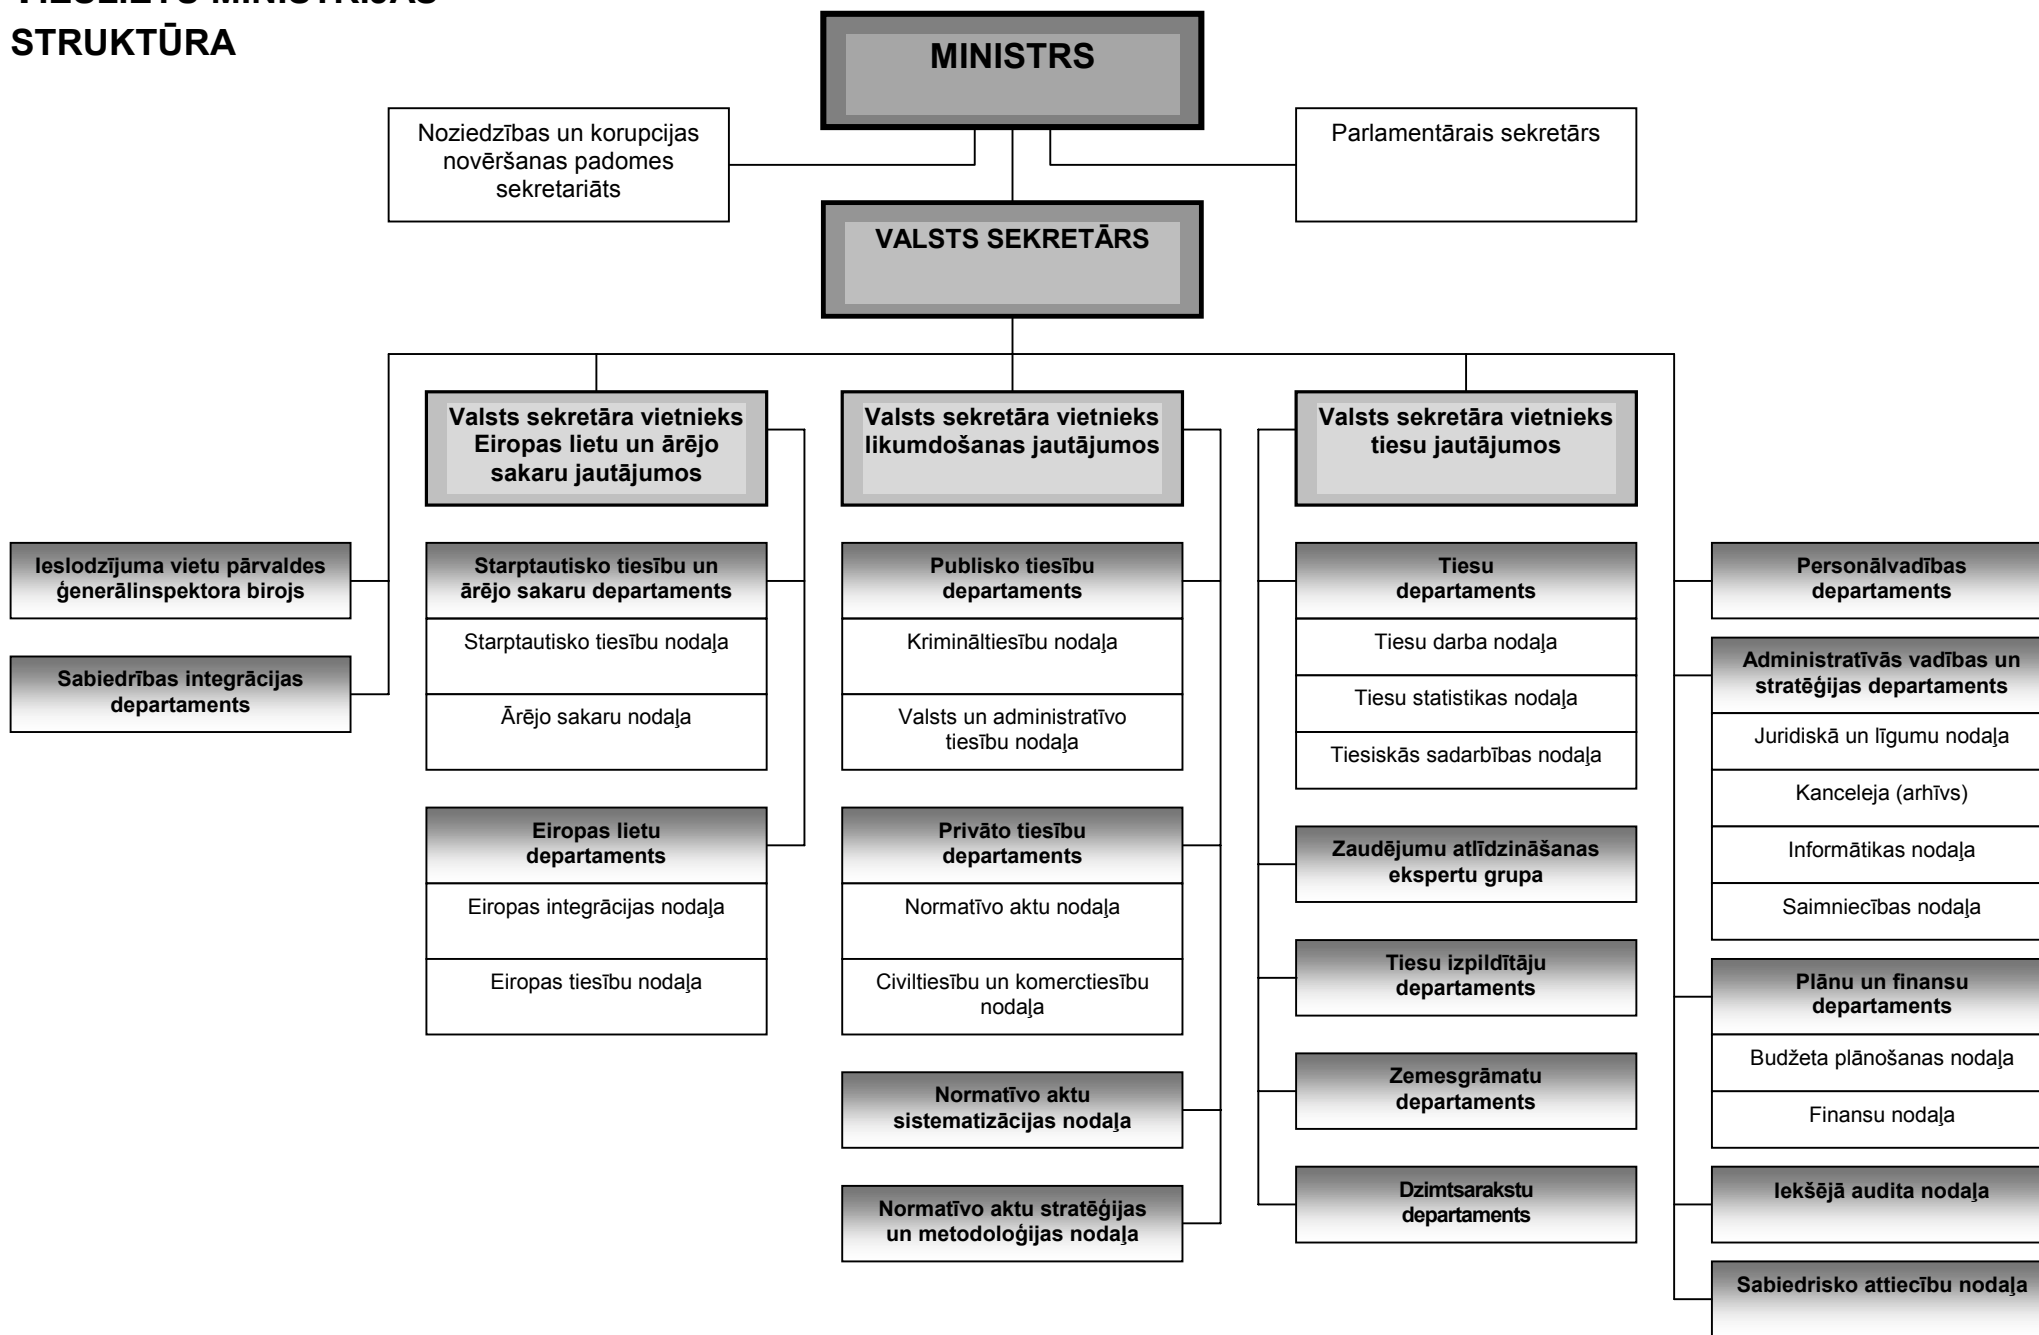 TIESLIETU MINISTRIJAS
STRUKTŪRA
MINISTRS
Noziedzības un korupcijas
novēršanas padomes
sekretariāts
Parlamentārais sekretārs
VALSTS SEKRETĀRS
Valsts sekretāra vietnieks
Eiropas lietu un ārējo
sakaru jautājumos
Valsts sekretāra vietnieks
likumdošanas jautājumos
Valsts sekretāra vietnieks
tiesu jautājumos
Ieslodzījuma vietu pārvaldes
ģenerālinspektora birojs
Sabiedrības integrācijas
departaments
Starptautisko tiesību un
ārējo sakaru departaments
Starptautisko tiesību nodaļa
Ārējo sakaru nodaļa
Eiropas lietu
departaments
Eiropas integrācijas nodaļa
Eiropas tiesību nodaļa
Publisko tiesību
departaments
Krimināltiesību nodaļa
Valsts un administratīvo
tiesību nodaļa
Privāto tiesību
departaments
Normatīvo aktu nodaļa
Civiltiesību un komerctiesību
nodaļa
Normatīvo aktu
sistematizācijas nodaļa
Normatīvo aktu stratēģijas
un metodoloģijas nodaļa
Tiesu
departaments
Tiesu darba nodaļa
Tiesu statistikas nodaļa
Tiesiskās sadarbības nodaļa
Zaudējumu atlīdzināšanas
ekspertu grupa
Tiesu izpildītāju
departaments
Zemesgrāmatu
departaments
Dzimtsarakstu
departaments
Personālvadības
departaments
Administratīvās vadības un
stratēģijas departaments
Juridiskā un līgumu nodaļa
Kanceleja (arhīvs)
Informātikas nodaļa
Saimniecības nodaļa
Plānu un finansu
departaments
Budžeta plānošanas nodaļa
Finansu nodaļa
Iekšējā audita nodaļa
Sabiedrisko attiecību nodaļa